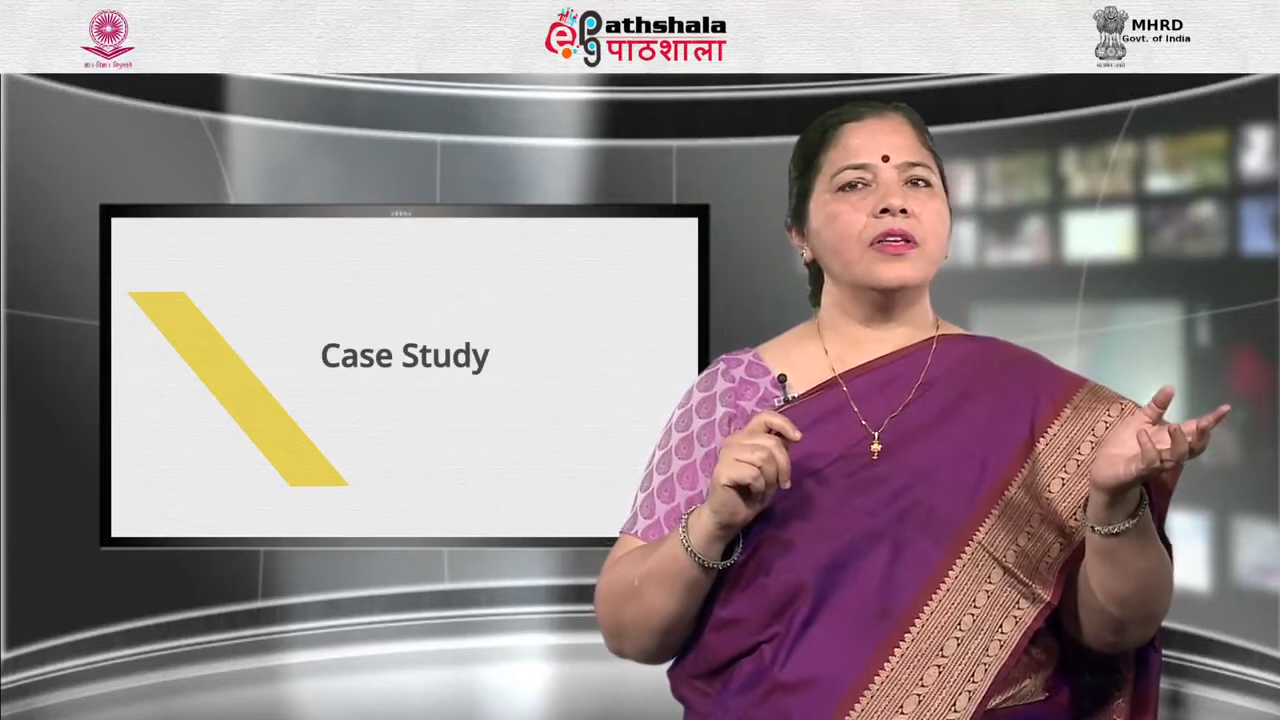 athshala
पाठशाला
MHRD
Govt. of India
Case Study